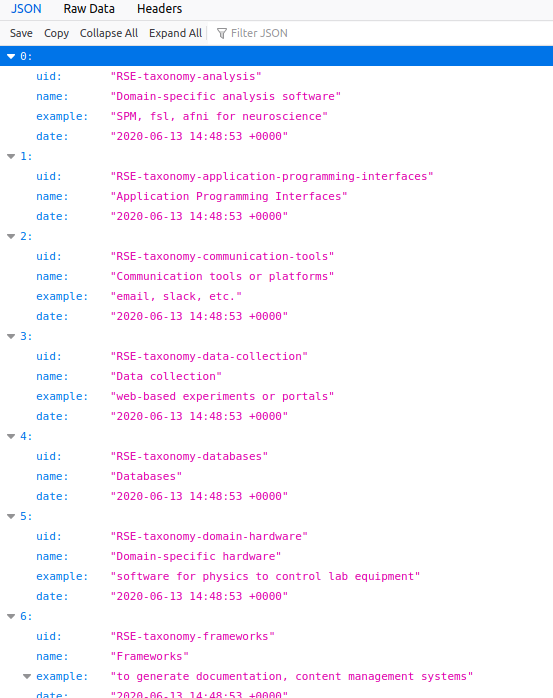 JSON Raw Data Headers
Save Copy Collapse All Expand All Filter JSON
0:
uid: "RSE-taxonomy-analysis"
name: "Domain-specific analysis software"
example: "SPM, fsl, afni for neuroscience"
date: "2020-06-13 14:48:53 +0000"
1:
uid: "RSE-taxonomy-application-programming-interfaces"
name: "Application Programming Interfaces"
date: "2020-06-13 14:48:53 +0000"
2:
uid: "RSE-taxonomy-communication-tools"
name: "Communication tools or platforms"
example: "email, slack, etc."
date: "2020-06-13 14:48:53 +0000"
3:
uid: "RSE-taxonomy-data-collection"
name: "Data collection"
example: "web-based experiments or portals"
date: "2020-06-13 14:48:53 +0000"
4:
uid: "RSE-taxonomy-databases"
name: "Databases"
date: "2020-06-13 14:48:53 +0000"
5:
uid: "RSE-taxonomy-domain-hardware"
name: "Domain-specific hardware"
example: "software for physics to control lab equipment"
date: "2020-06-13 14:48:53 +0000"
6:
uid: "RSE-taxonomy-frameworks"
name: "Frameworks"
example: "to generate documentation, content management systems"
date: "2020-06-13 14:48:53 +0000"